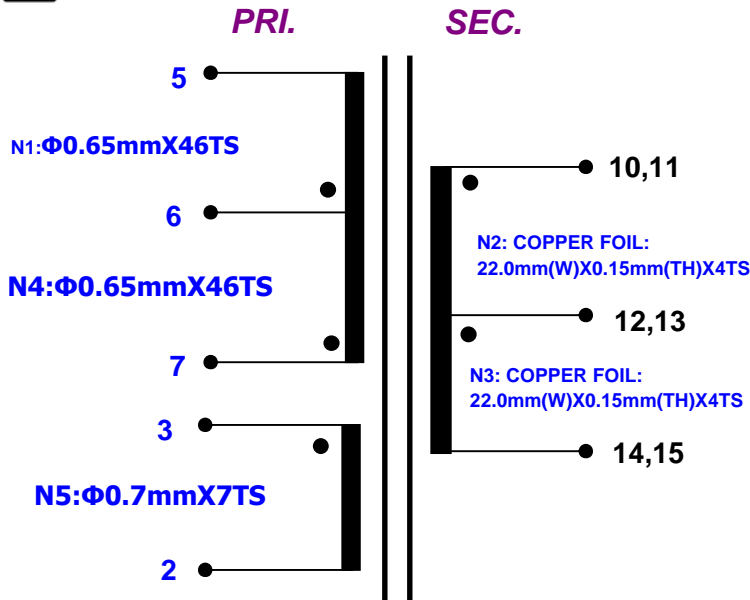 PRI.
SEC.
5
N1:Φ0.65mmX46TS
6
N4:Φ0.65mmX46TS
7
3
N5:Φ0.7mmX7TS
2
10,11
N2: COPPER FOIL:
22.0mm(W)X0.15mm(TH)X4TS
12,13
N3: COPPER FOIL:
22.0mm(W)X0.15mm(TH)X4TS
14,15